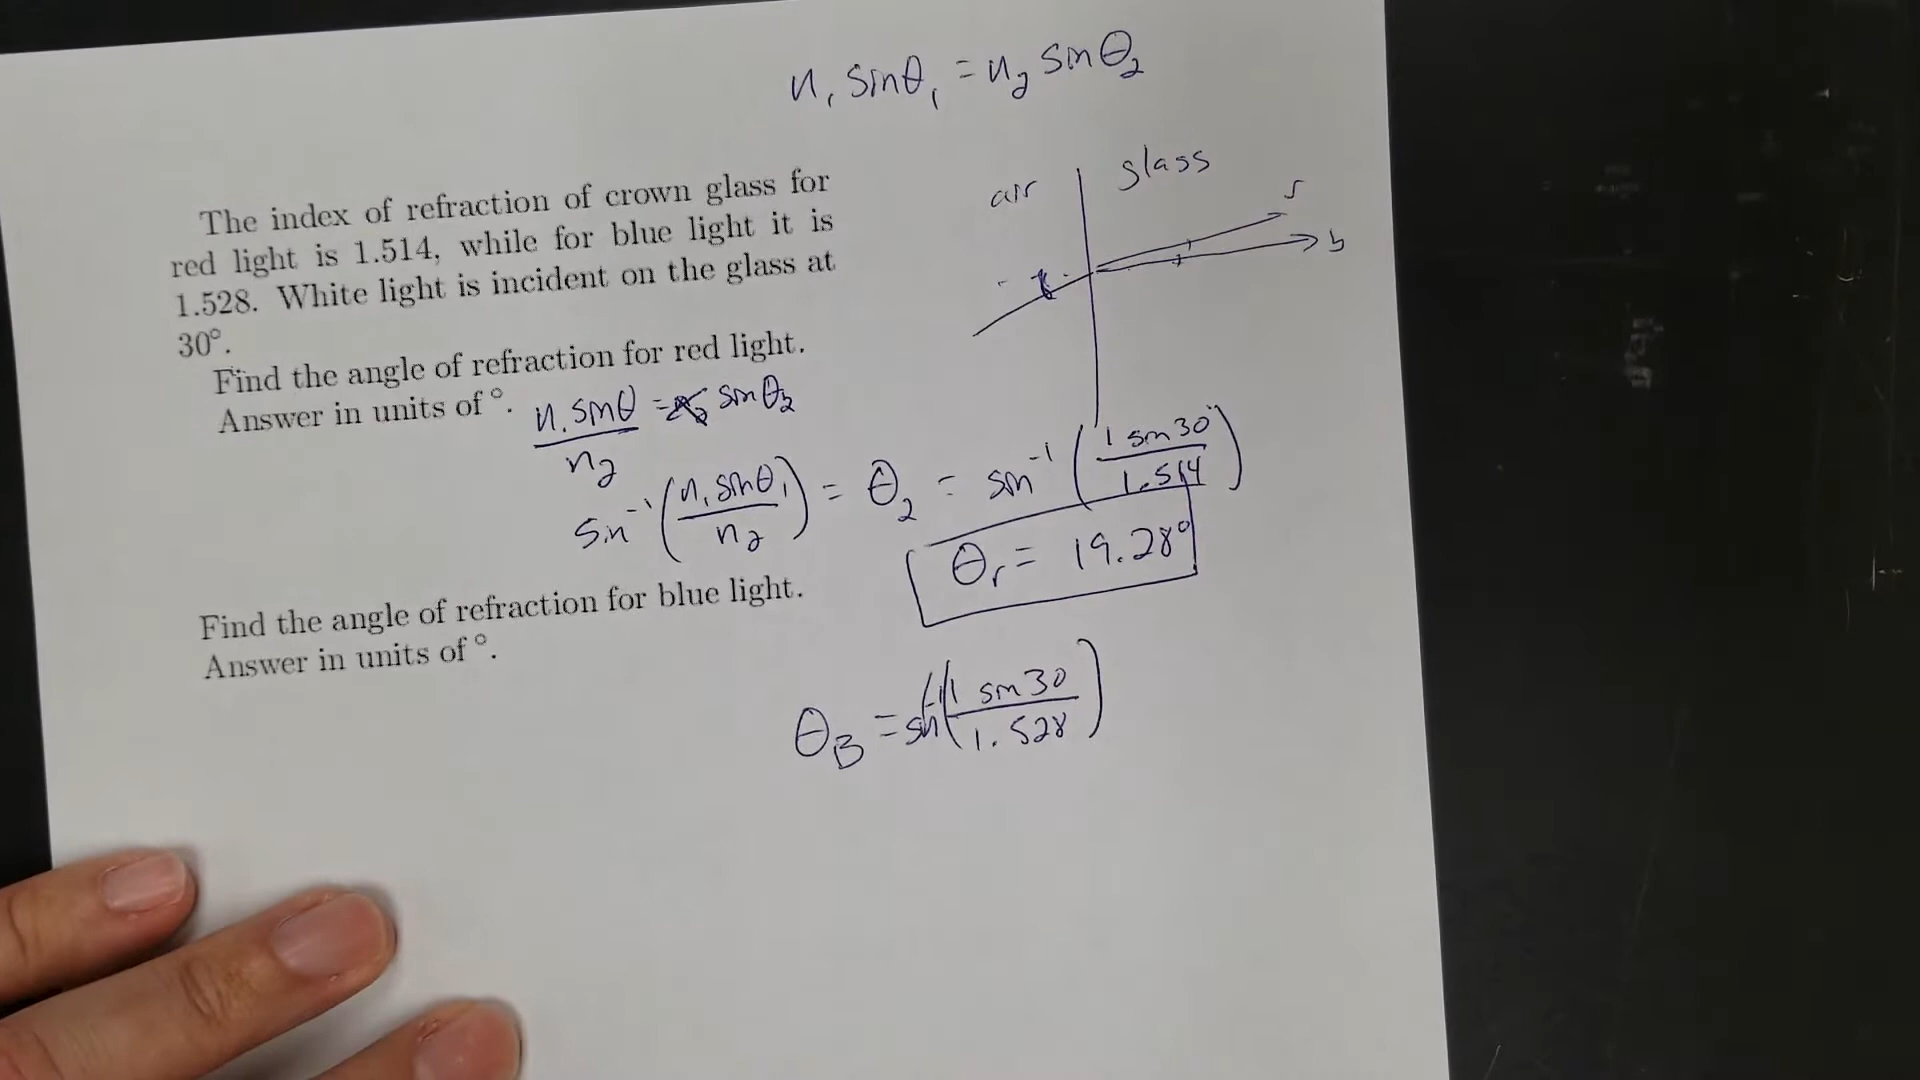 n₁ sinθ₁ = n₂ sinθ₂
The index of refraction of crown glass for
red light is 1.514, while for blue light it is
1.528. White light is incident on the glass at
30°.
air
glass
r
b
Find the angle of refraction for red light.
Answer in units of °.
n₁ sinθ / n₂ = n₂ sinθ₂
sin⁻¹(n₁ sinθ₁ / n₂) = θ₂ = sin⁻¹(1 sin30° / 1.514)
θr = 19.28°
Find the angle of refraction for blue light.
Answer in units of °.
θB = sin⁻¹(1 sin30 / 1.528)